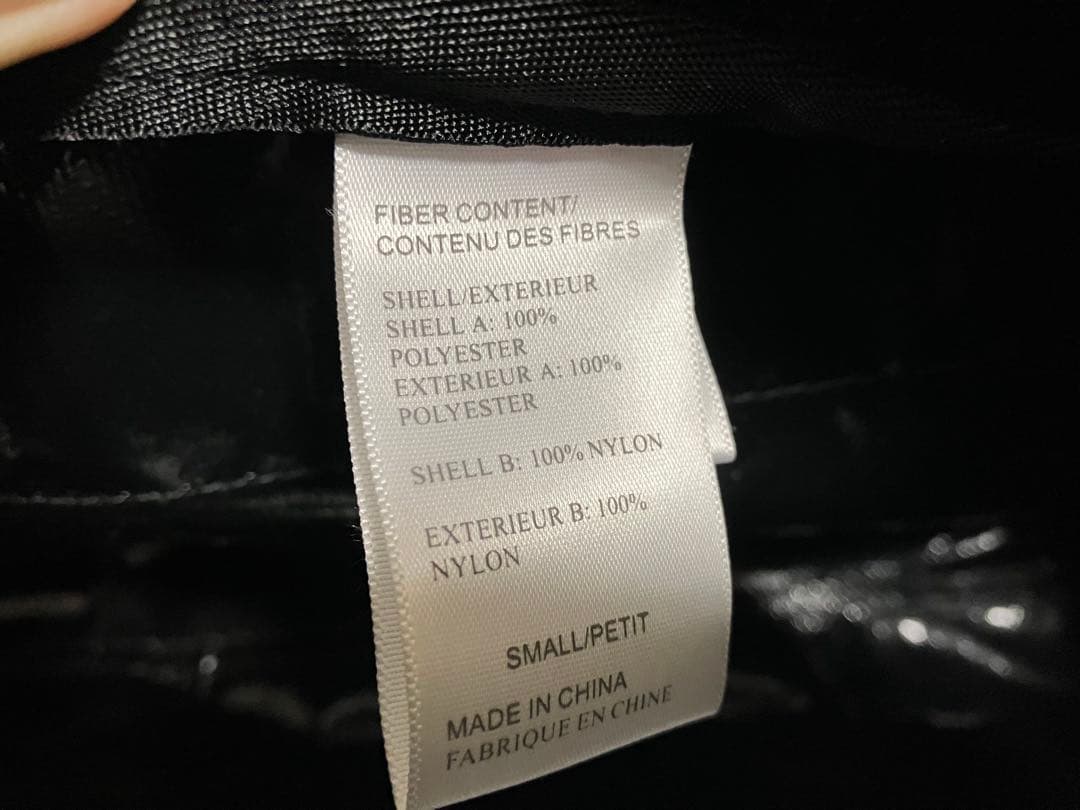 FIBER CONTENT/
CONTENU DES FIBRES
SHELL/EXTERIEUR
SHELL A: 100%
POLYESTER
EXTERIEUR A: 100%
POLYESTER
SHELL B: 100% NYLON
EXTERIEUR B: 100%
NYLON
SMALL/PETIT
MADE IN CHINA
FABRIQUE EN CHINE